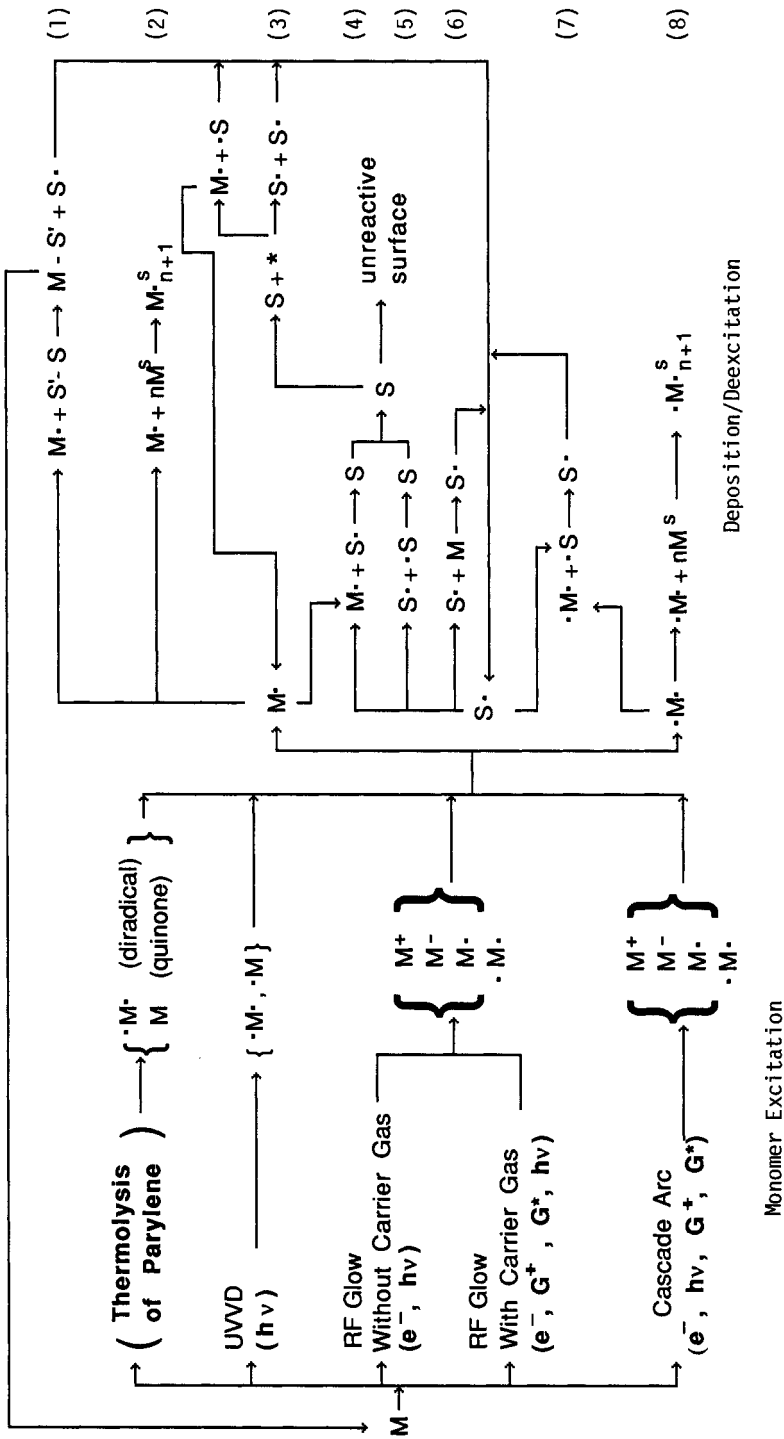 M
( Thermolysis
of Parylene )
{ ·M· (diradical) }
M (quinone)
UVVD
(hν)
{ ·M· , ·M }
RF Glow
Without Carrier Gas
(e⁻, hν)
RF Glow
With Carrier Gas
(e⁻, G⁺, G*, hν)
M⁺
M⁻
M·
·M·
Cascade Arc
(e⁻, hν, G⁺, G*)
M⁺
M⁻
M·
·M·
Monomer Excitation
M·
S·
·M·
M· + S'- S → M - S' + S· (1)
M· + nMˢ → M·ˢₙ₊₁ (2)
M· + ·S
S + * S· + S· (3)
M· + S· → S (4)
S unreactive
surface
S· + ·S → S (5)
S· + M → S· (6)
·M· + ·S → S· (7)
·M· + nMˢ → ·M·ˢₙ₊₁ (8)
Deposition/Deexcitation